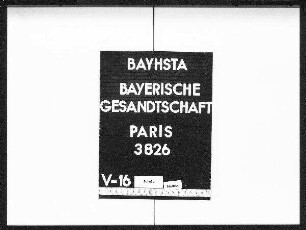 BAYHSTA
BAYERISCHE
GESANDTSCHAFT
PARIS
3826
V-16